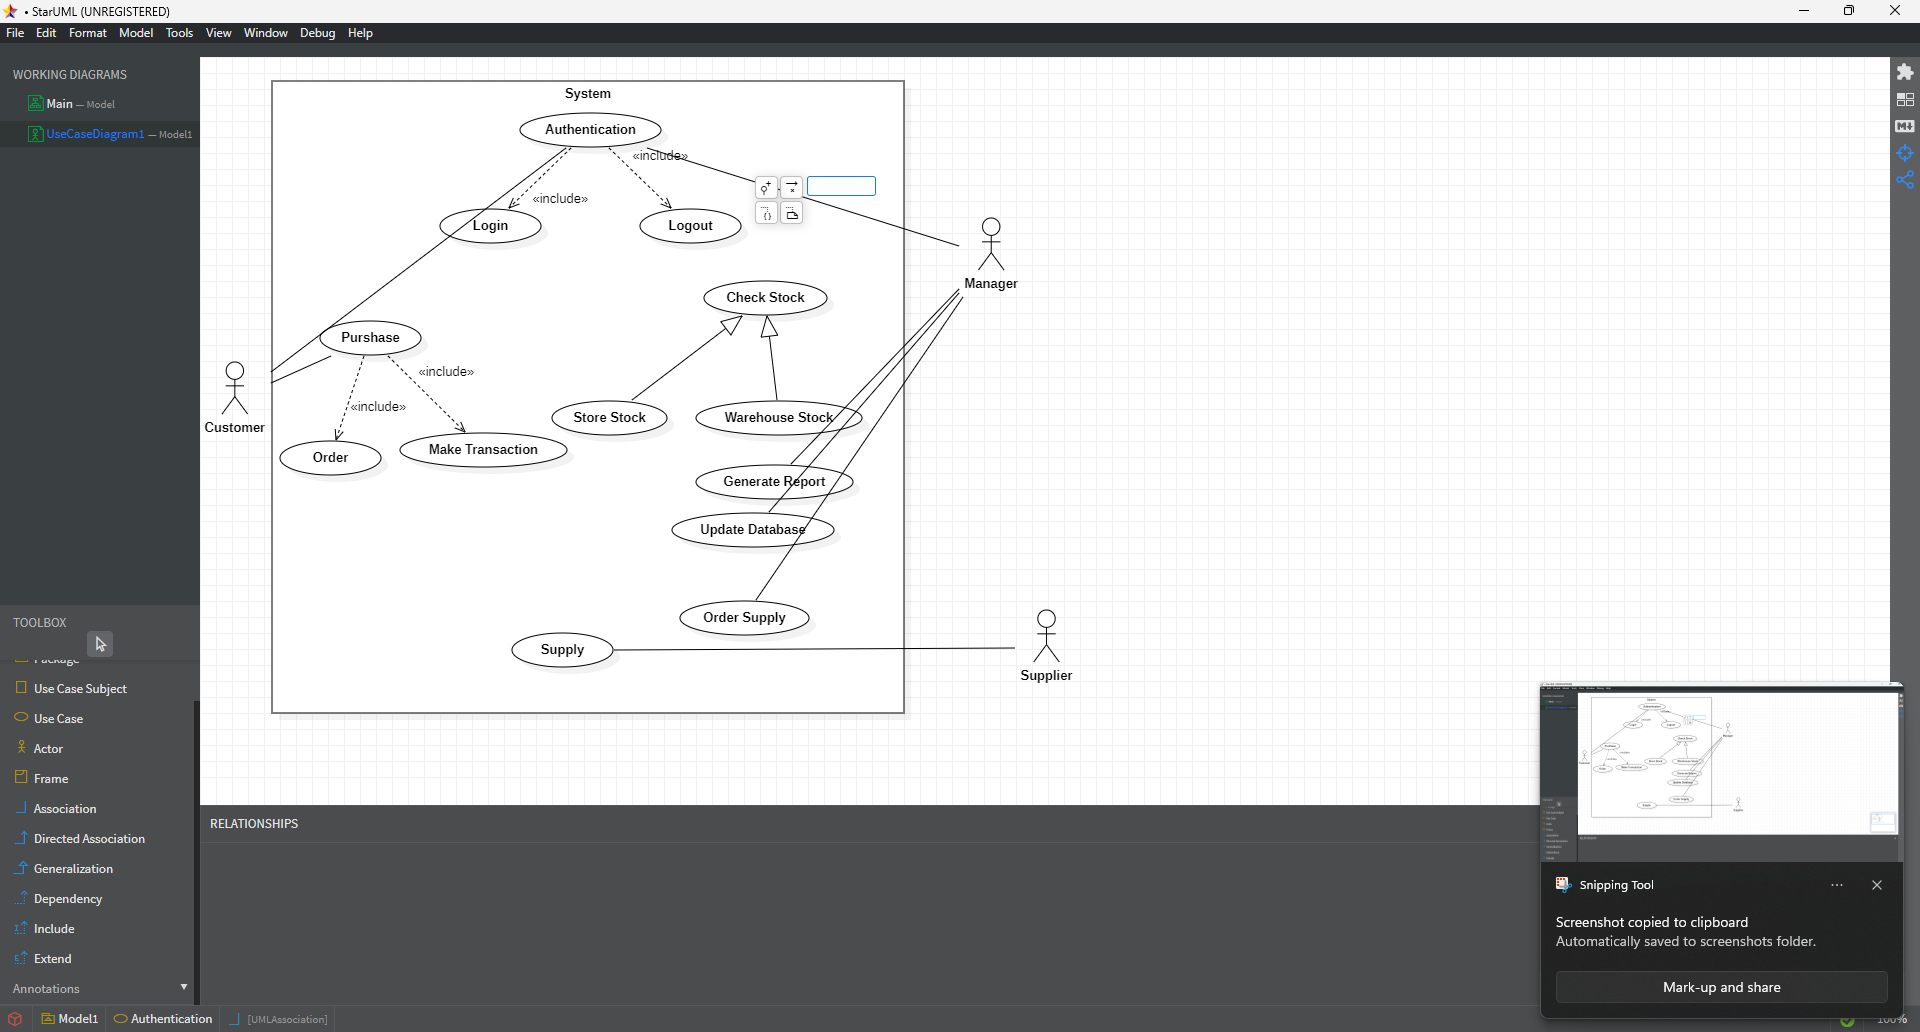 • StarUML (UNREGISTERED)
File Edit Format Model Tools View Window Debug Help
WORKING DIAGRAMS
Main — Model
UseCaseDiagram1 — Model1
System
Authentication
«include»
«include»
Login
Logout
Manager
Check Stock
Purshase
«include»
«include»
Customer
Store Stock
Warehouse Stock
Order
Make Transaction
Generate Report
Update Database
Order Supply
Supply
Supplier
TOOLBOX
Package
Use Case Subject
Use Case
Actor
Frame
Association
Directed Association
Generalization
Dependency
Include
Extend
Annotations
RELATIONSHIPS
Snipping Tool
Screenshot copied to clipboard
Automatically saved to screenshots folder.
Mark-up and share
Model1 Authentication [UMLAssociation]
100%